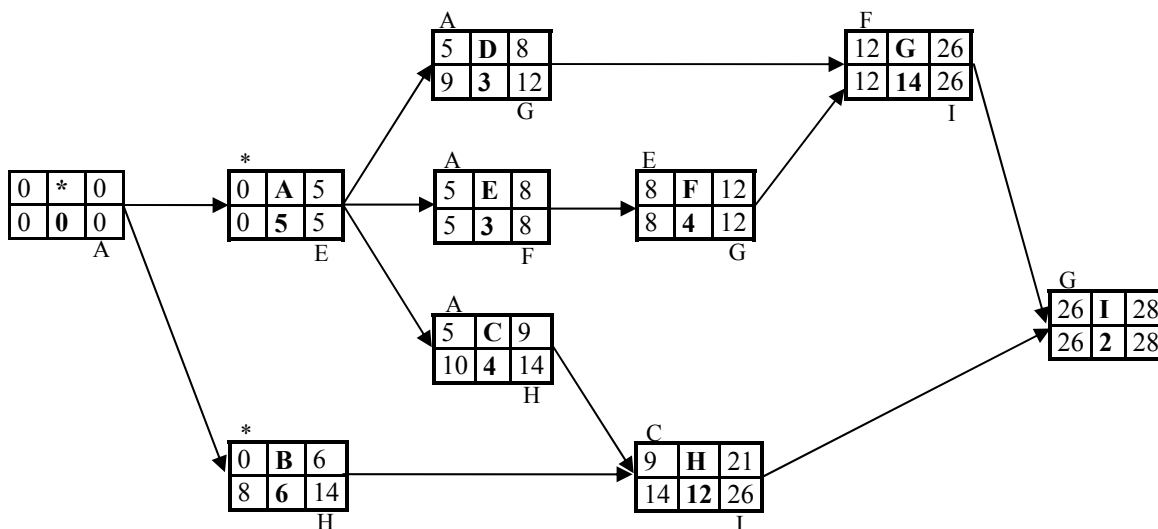 A
5 D 8
9 3 12
G
F
12 G 26
12 14 26
I
0 * 0
0 0 0
A
*
0 A 5
0 5 5
E
A
5 E 8
5 3 8
F
E
8 F 12
8 4 12
G
A
5 C 9
10 4 14
H
G
26 I 28
26 2 28
*
0 B 6
8 6 14
H
C
9 H 21
14 12 26
I